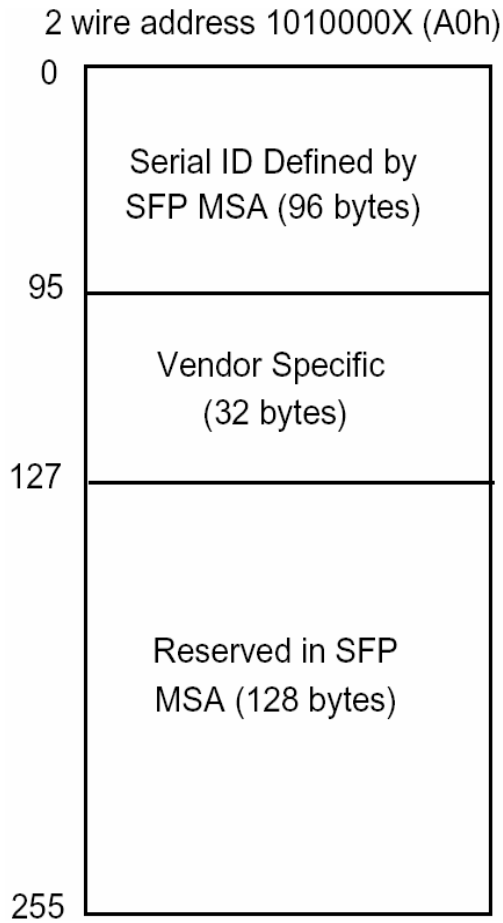 2 wire address 1010000X (A0h)
0
Serial ID Defined by
SFP MSA (96 bytes)
95
Vendor Specific
(32 bytes)
127
Reserved in SFP
MSA (128 bytes)
255